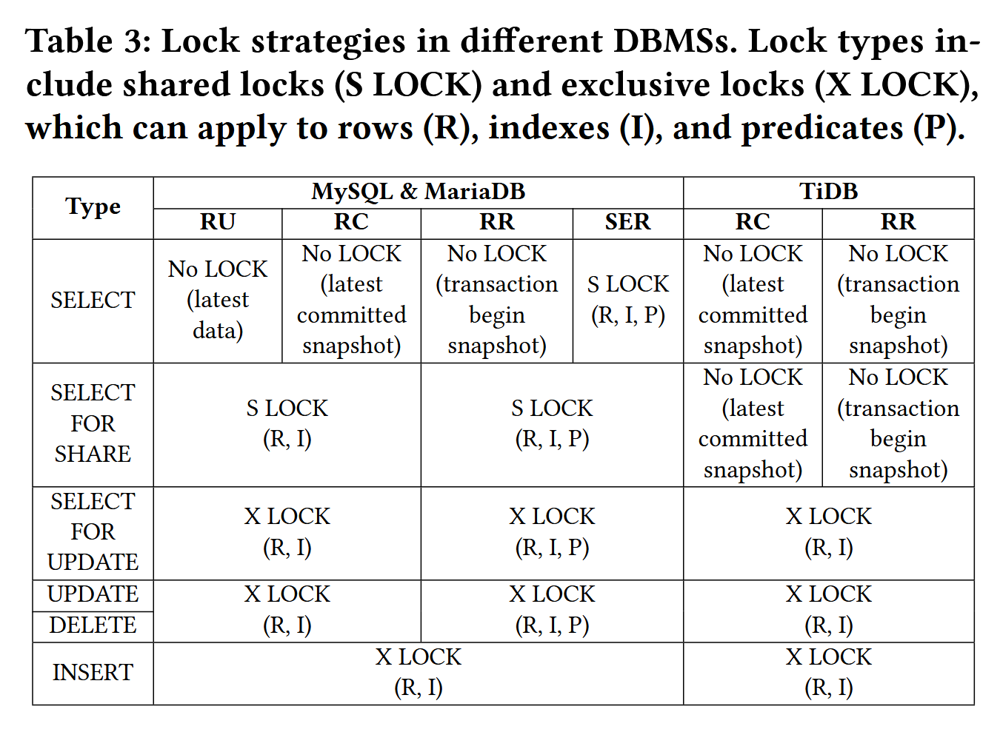 Table 3: Lock strategies in different DBMSs. Lock types in-
clude shared locks (S LOCK) and exclusive locks (X LOCK),
which can apply to rows (R), indexes (I), and predicates (P).
Type
MySQL & MariaDB
TiDB
RU
RC
RR
SER
RC
RR
SELECT
No LOCK
(latest
data)
No LOCK
(latest
committed
snapshot)
No LOCK
(transaction
begin
snapshot)
S LOCK
(R, I, P)
No LOCK
(latest
committed
snapshot)
No LOCK
(transaction
begin
snapshot)
SELECT
FOR
SHARE
S LOCK
(R, I)
S LOCK
(R, I, P)
No LOCK
(latest
committed
snapshot)
No LOCK
(transaction
begin
snapshot)
SELECT
FOR
UPDATE
X LOCK
(R, I)
X LOCK
(R, I, P)
X LOCK
(R, I)
UPDATE
DELETE
X LOCK
(R, I)
X LOCK
(R, I, P)
X LOCK
(R, I)
INSERT
X LOCK
(R, I)
X LOCK
(R, I)